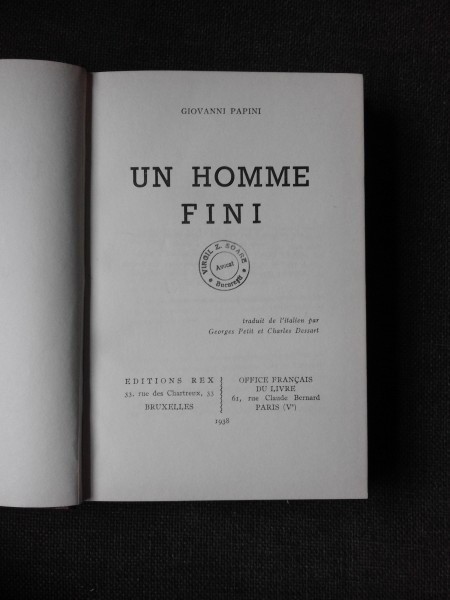 GIOVANNI PAPINI
UN HOMME
FINI
VIRGIL Z. SOARE
Avocat
București
traduit de l'italien par
Georges Petit et Charles Dessart
EDITIONS REX
33, rue des Chartreux, 33
BRUXELLES
OFFICE FRANÇAIS
DU LIVRE
61, rue Claude Bernard
PARIS (Vᵉ)
1938